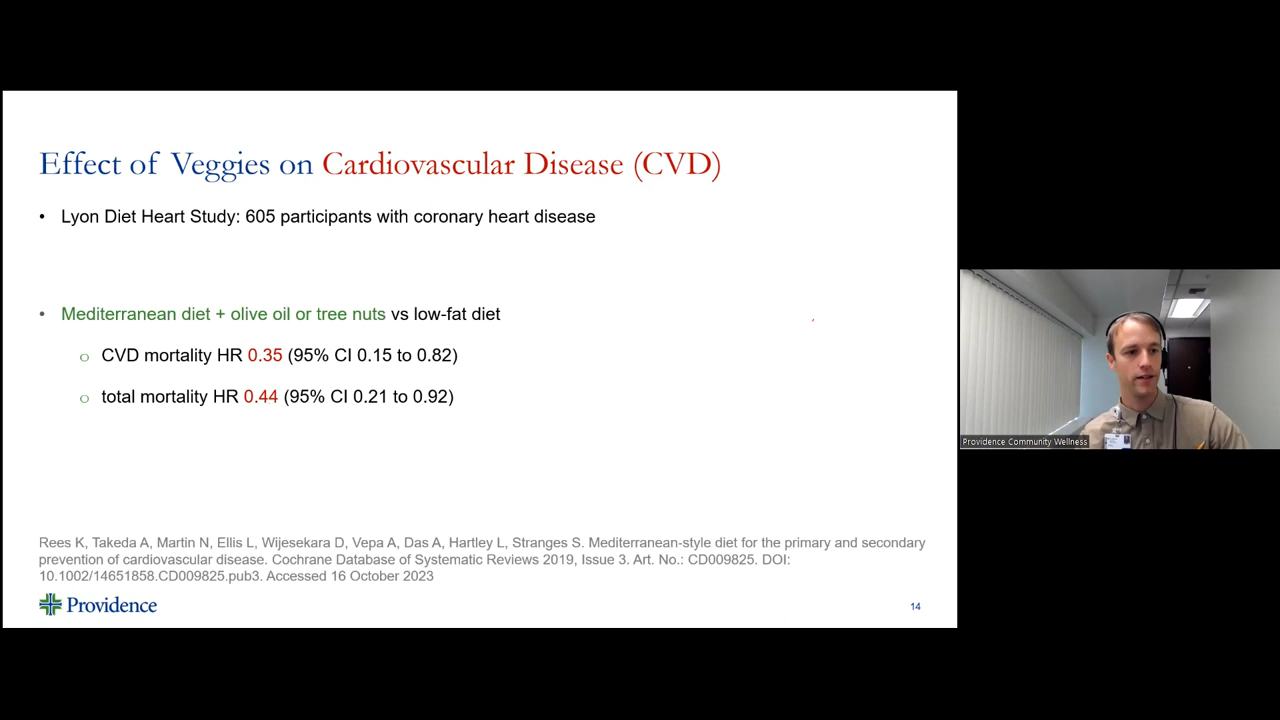 Effect of Veggies on Cardiovascular Disease (CVD)
• Lyon Diet Heart Study: 605 participants with coronary heart disease
• Mediterranean diet + olive oil or tree nuts vs low-fat diet
o CVD mortality HR 0.35 (95% CI 0.15 to 0.82)
o total mortality HR 0.44 (95% CI 0.21 to 0.92)
Rees K, Takeda A, Martin N, Ellis L, Wijesekara D, Vepa A, Das A, Hartley L, Stranges S. Mediterranean-style diet for the primary and secondary
prevention of cardiovascular disease. Cochrane Database of Systematic Reviews 2019, Issue 3. Art. No.: CD009825. DOI:
10.1002/14651858.CD009825.pub3. Accessed 16 October 2023
Providence
14
Providence Community Wellness